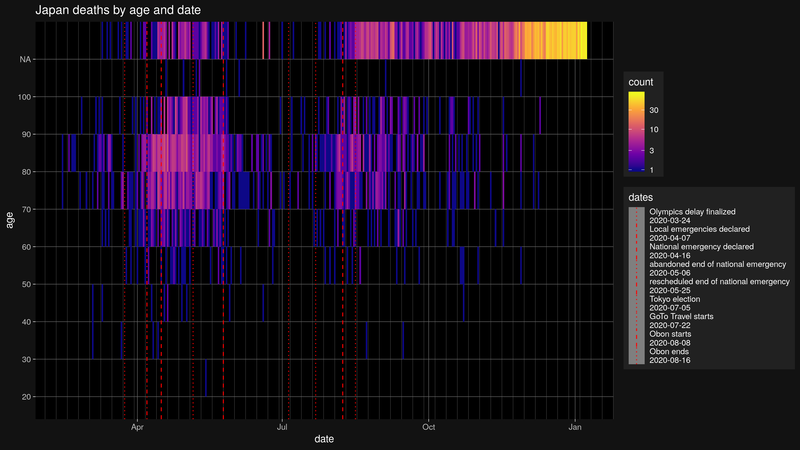 Japan deaths by age and date
NA
100
90
80
70
60
50
40
30
20
age
Apr
Jul
Oct
Jan
date
count
30
10
3
1
dates
Olympics delay finalized
2020-03-24
Local emergencies declared
2020-04-07
National emergency declared
2020-04-16
abandoned end of national emergency
2020-05-06
rescheduled end of national emergency
2020-05-25
Tokyo election
2020-07-05
GoTo Travel starts
2020-07-22
Obon starts
2020-08-08
Obon ends
2020-08-16